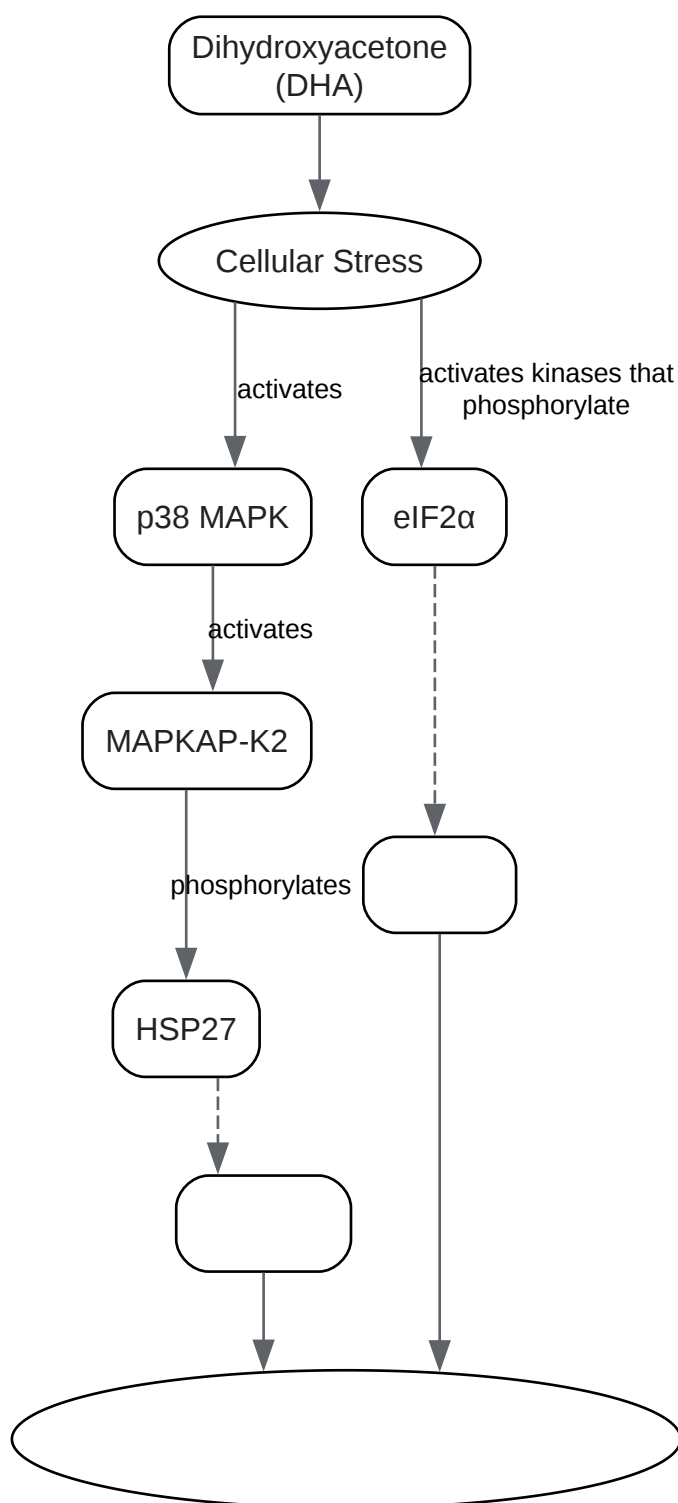 Dihydroxyacetone
(DHA)
Cellular Stress
activates
activates kinases that
phosphorylate
p38 MAPK
eIF2α
activates
MAPKAP-K2
phosphorylates
HSP27